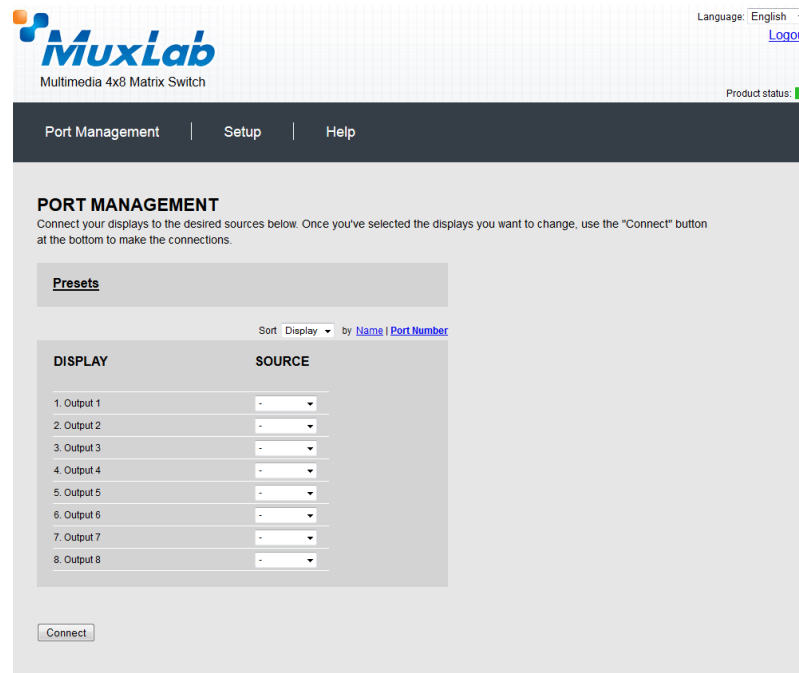 Language: English
MuxLab
Logou
Multimedia 4x8 Matrix Switch
Product status:
Port Management | Setup | Help
PORT MANAGEMENT
Connect your displays to the desired sources below. Once you've selected the displays you want to change, use the "Connect" button
at the bottom to make the connections.
Presets
Sort Display by Name | Port Number
DISPLAY SOURCE
1. Output 1 -
2. Output 2 -
3. Output 3 -
4. Output 4 -
5. Output 5 -
6. Output 6 -
7. Output 7 -
8. Output 8 -
Connect